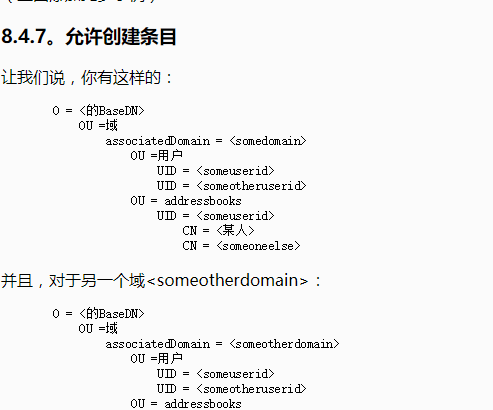 8.4.7。允许创建条目
让我们说，你有这样的：
O = <的BaseDN>
OU =域
associatedDomain = <somedomain>
OU =用户
UID = <someuserid>
UID = <someotheruserid>
OU = addressbooks
UID = <someuserid>
CN = <某人>
CN = <someoneelse>
并且，对于另一个域<someotherdomain>：
O = <的BaseDN>
OU =域
associatedDomain = <someotherdomain>
OU =用户
UID = <someuserid>
UID = <someotheruserid>
OU = addressbooks